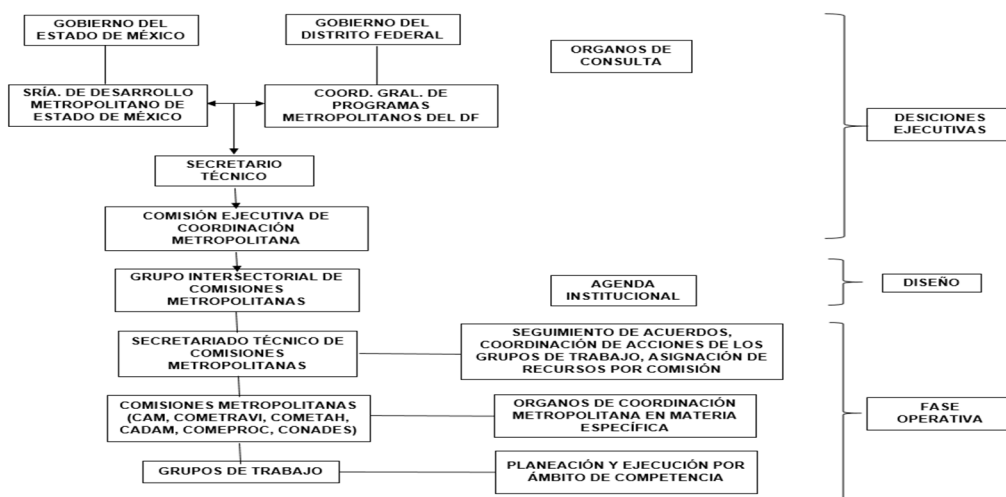 GOBIERNO DEL
ESTADO DE MÉXICO
GOBIERNO DEL
DISTRITO FEDERAL
ORGANOS DE
CONSULTA
SRÍA. DE DESARROLLO
METROPOLITANO DE
ESTADO DE MÉXICO
COORD. GRAL. DE
PROGRAMAS
METROPOLITANOS DEL DF
DESICIONES
EJECUTIVAS
SECRETARIO
TÉCNICO
COMISIÓN EJECUTIVA DE
COORDINACIÓN
METROPOLITANA
GRUPO INTERSECTORIAL DE
COMISIONES
METROPOLITANAS
AGENDA
INSTITUCIONAL
DISEÑO
SECRETARIADO TÉCNICO DE
COMISIONES
METROPOLITANAS
SEGUIMIENTO DE ACUERDOS,
COORDINACIÓN DE ACCIONES DE LOS
GRUPOS DE TRABAJO, ASIGNACIÓN DE
RECURSOS POR COMISIÓN
COMISIONES METROPOLITANAS
(CAM, COMETRAVI, COMETAH,
CADAM, COMEPROC, CONADES)
ORGANOS DE COORDINACIÓN
METROPOLITANA EN MATERIA
ESPECÍFICA
FASE
OPERATIVA
GRUPOS DE TRABAJO
PLANEACIÓN Y EJECUCIÓN POR
ÁMBITO DE COMPETENCIA